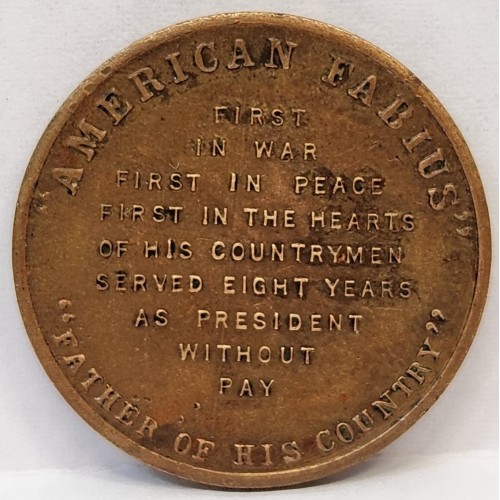 "AMERICAN FABIUS"
FIRST
IN WAR
FIRST IN PEACE
FIRST IN THE HEARTS
OF HIS COUNTRYMEN
SERVED EIGHT YEARS
AS PRESIDENT
WITHOUT
PAY
"FATHER OF HIS COUNTRY"